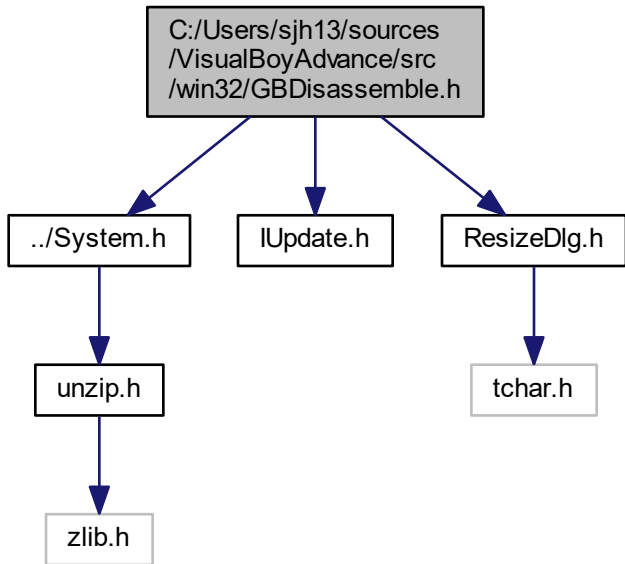 C:/Users/sjh13/sources
/VisualBoyAdvance/src
/win32/GBDisassemble.h
../System.h
IUpdate.h
ResizeDlg.h
unzip.h
tchar.h
zlib.h